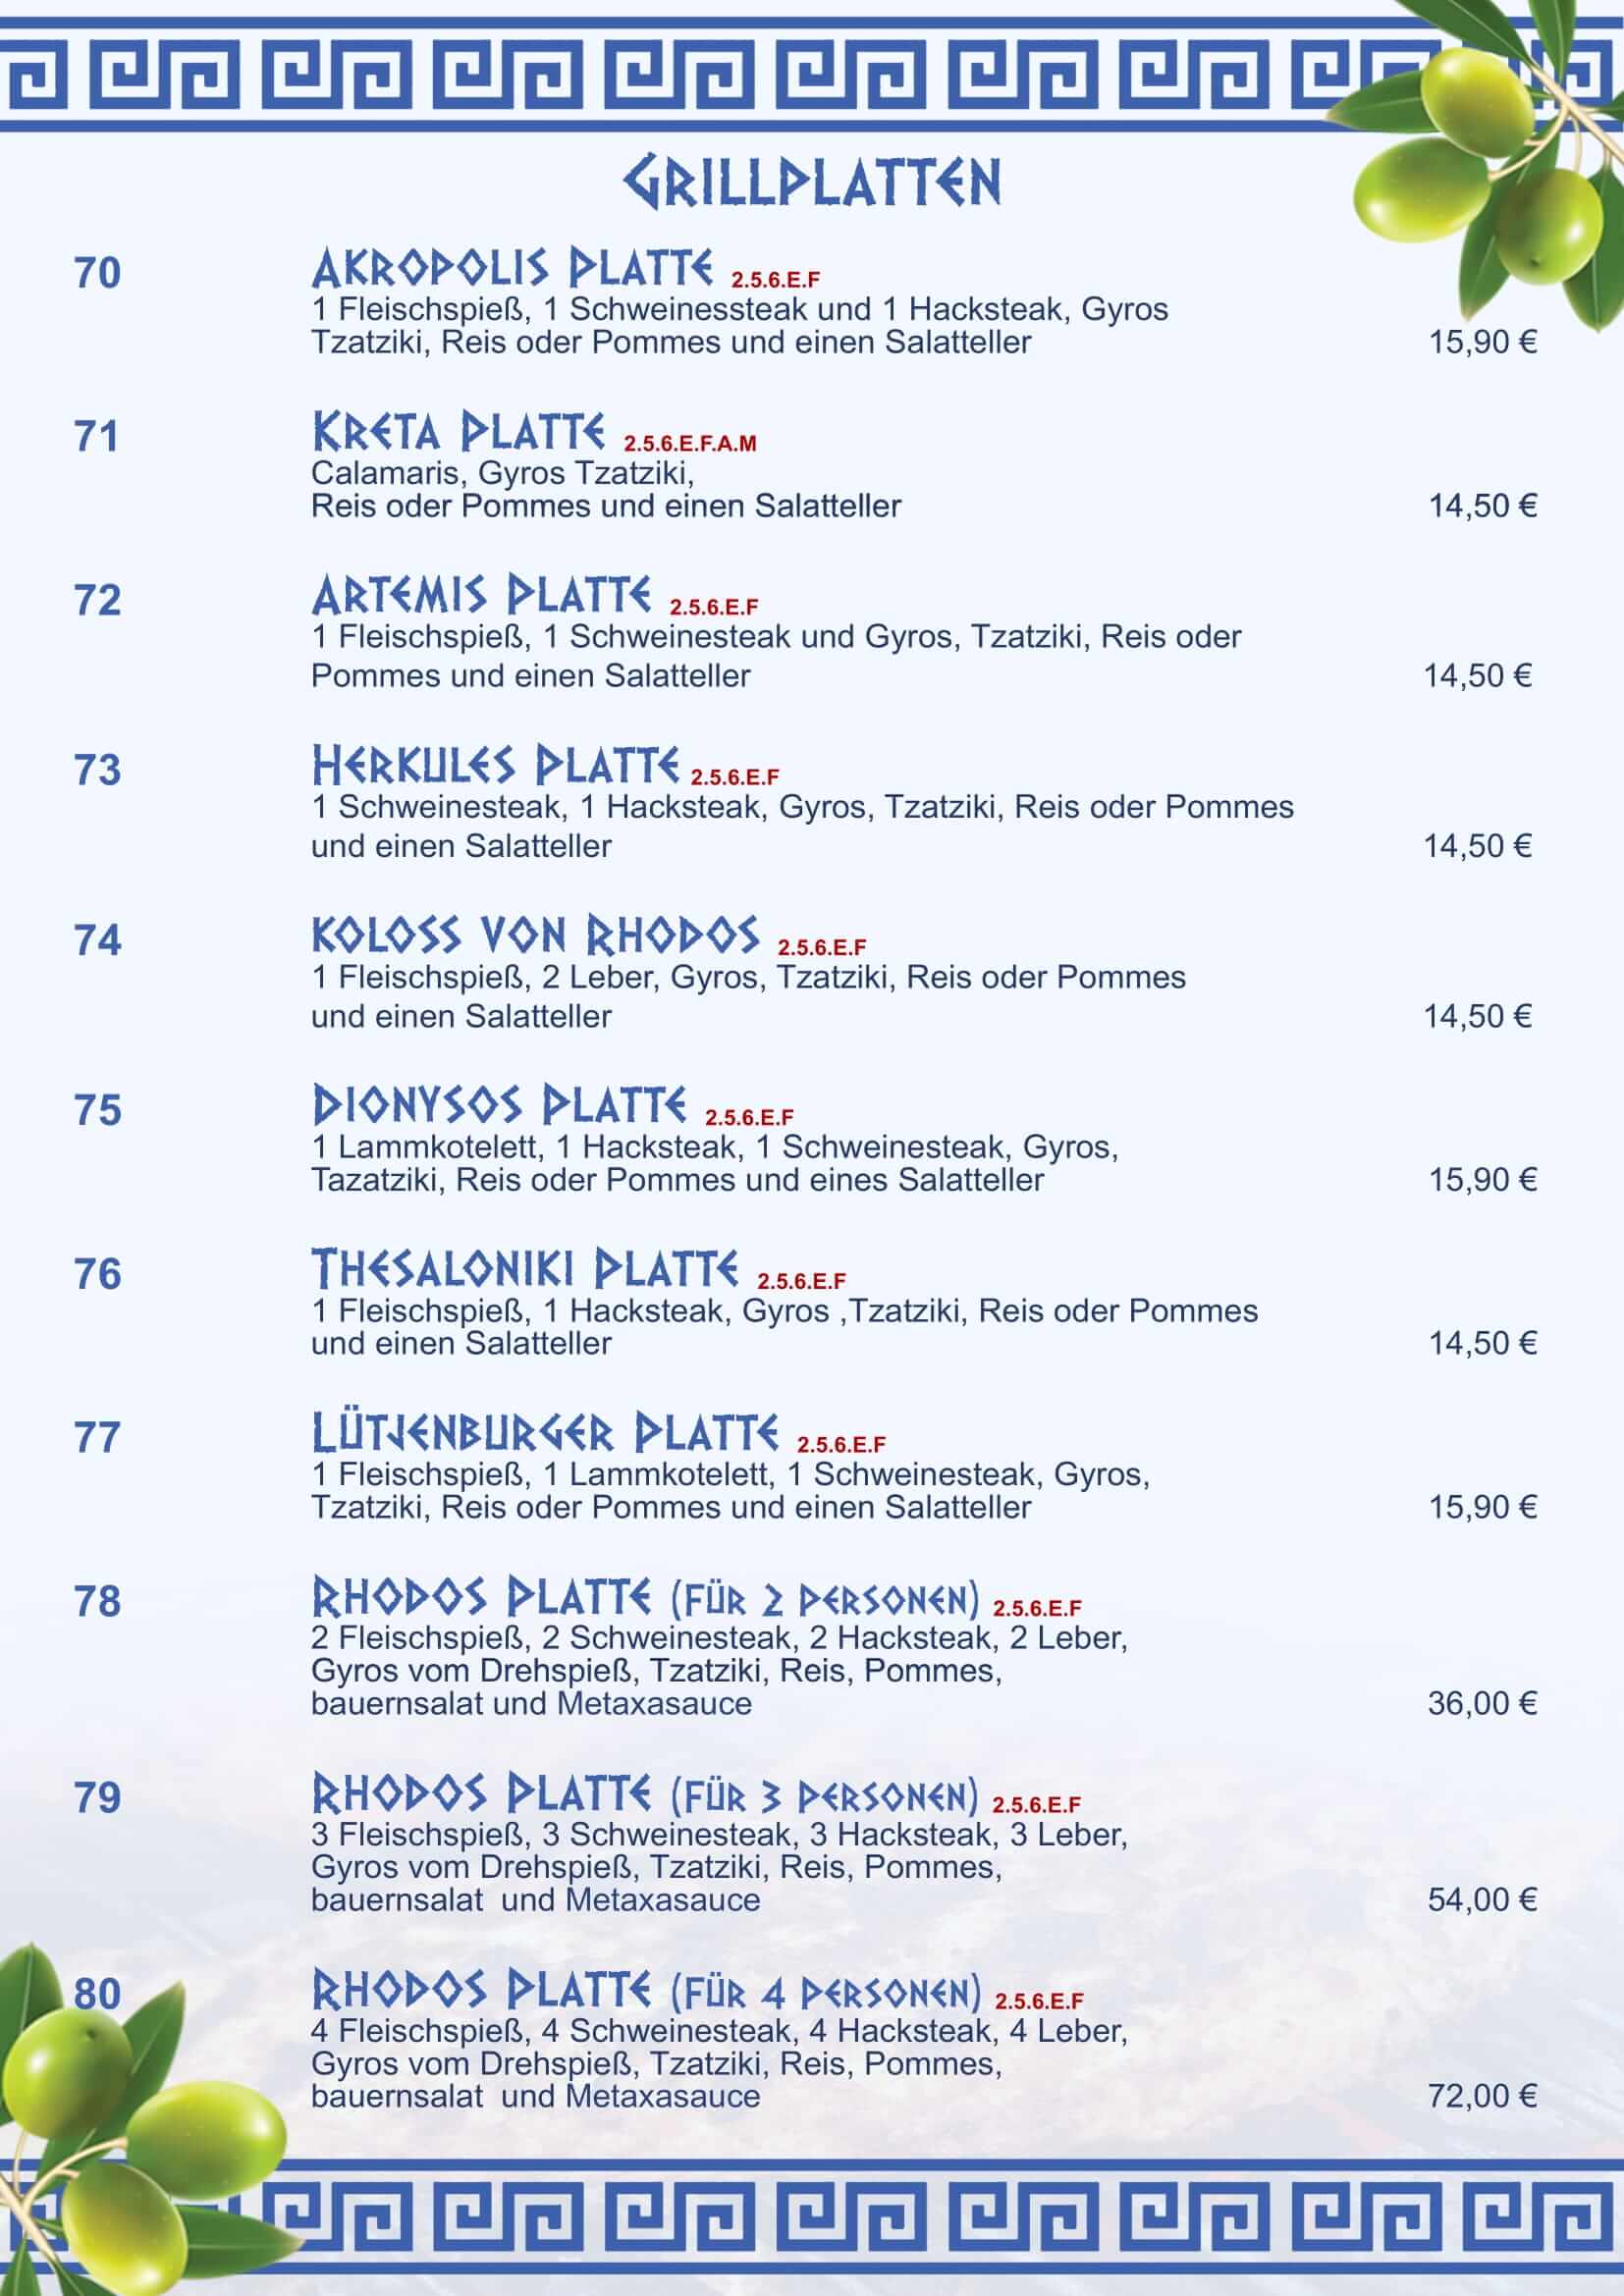 Grillplatten
70 Akropolis Platte 2.5.6.E.F
1 Fleischspieß, 1 Schweinessteak und 1 Hacksteak, Gyros
Tzatziki, Reis oder Pommes und einen Salatteller 15,90 €
71 Kreta Platte 2.5.6.E.F.A.M
Calamaris, Gyros Tzatziki,
Reis oder Pommes und einen Salatteller 14,50 €
72 Artemis Platte 2.5.6.E.F
1 Fleischspieß, 1 Schweinesteak und Gyros, Tzatziki, Reis oder
Pommes und einen Salatteller 14,50 €
73 Herkules Platte 2.5.6.E.F
1 Schweinesteak, 1 Hacksteak, Gyros, Tzatziki, Reis oder Pommes
und einen Salatteller 14,50 €
74 Koloss von Rhodos 2.5.6.E.F
1 Fleischspieß, 2 Leber, Gyros, Tzatziki, Reis oder Pommes
und einen Salatteller 14,50 €
75 Dionysos Platte 2.5.6.E.F
1 Lammkotelett, 1 Hacksteak, 1 Schweinesteak, Gyros,
Tazatziki, Reis oder Pommes und eines Salatteller 15,90 €
76 Thesaloniki Platte 2.5.6.E.F
1 Fleischspieß, 1 Hacksteak, Gyros ,Tzatziki, Reis oder Pommes
und einen Salatteller 14,50 €
77 Lütjenburger Platte 2.5.6.E.F
1 Fleischspieß, 1 Lammkotelett, 1 Schweinesteak, Gyros,
Tzatziki, Reis oder Pommes und einen Salatteller 15,90 €
78 Rhodos Platte (für 2 Personen) 2.5.6.E.F
2 Fleischspieß, 2 Schweinesteak, 2 Hacksteak, 2 Leber,
Gyros vom Drehspieß, Tzatziki, Reis, Pommes,
bauernsalat und Metaxasauce 36,00 €
79 Rhodos Platte (für 3 Personen) 2.5.6.E.F
3 Fleischspieß, 3 Schweinesteak, 3 Hacksteak, 3 Leber,
Gyros vom Drehspieß, Tzatziki, Reis, Pommes,
bauernsalat  und Metaxasauce 54,00 €
80 Rhodos Platte (für 4 Personen) 2.5.6.E.F
4 Fleischspieß, 4 Schweinesteak, 4 Hacksteak, 4 Leber,
Gyros vom Drehspieß, Tzatziki, Reis, Pommes,
bauernsalat  und Metaxasauce 72,00 €